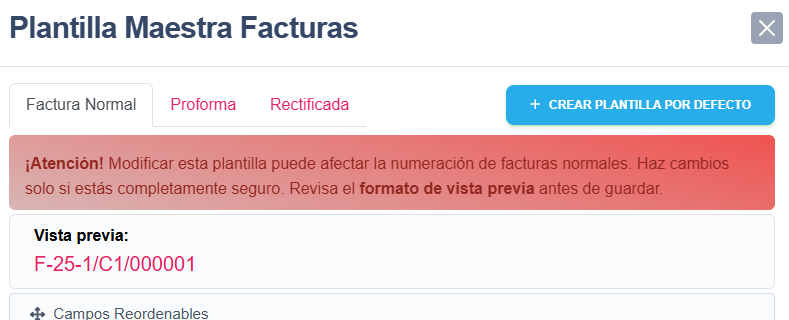 Plantilla Maestra Facturas
Factura Normal
Proforma
Rectificada
+ CREAR PLANTILLA POR DEFECTO
¡Atención! Modificar esta plantilla puede afectar la numeración de facturas normales. Haz cambios
solo si estás completamente seguro. Revisa el formato de vista previa antes de guardar.
Vista previa:
F-25-1/C1/000001
Campos Reordenables